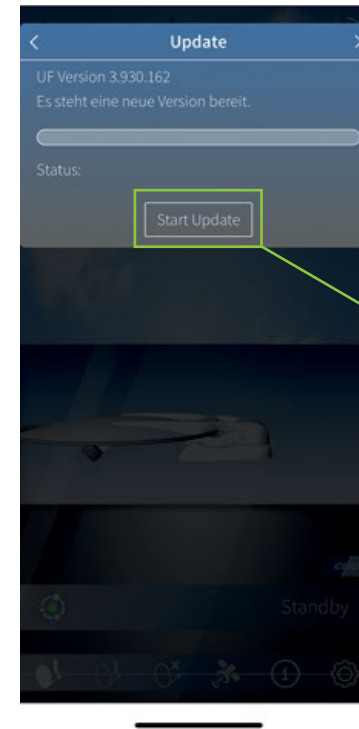 Update
UF Version 3.930.162
Es steht eine neue Version bereit.
Status:
Start Update
Standby